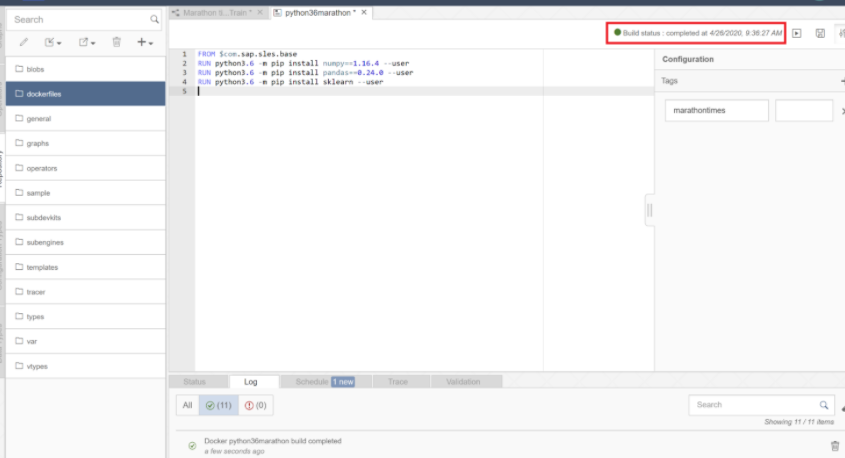 Marathon S...Train * ×
python36marathon * ×
Search
Build status : completed at 4/26/2020, 9:36:27 AM
blobs
dockerfiles
general
graphs
operators
sample
subdevkits
subengines
templates
tracer
types
var
vtypes
1 FROM $com.sap.sles.base
2 RUN python3.6 -m pip install numpy==1.16.4 --user
3 RUN python3.6 -m pip install pandas==0.24.0 --user
4 RUN python3.6 -m pip install sklearn --user
5
Configuration
Tags
marathontimes
Status Log Schedule 1 new Trace Validation
All (11) (0)
Search
Showing 11 / 11 items
Docker python36marathon build completed
a few seconds ago